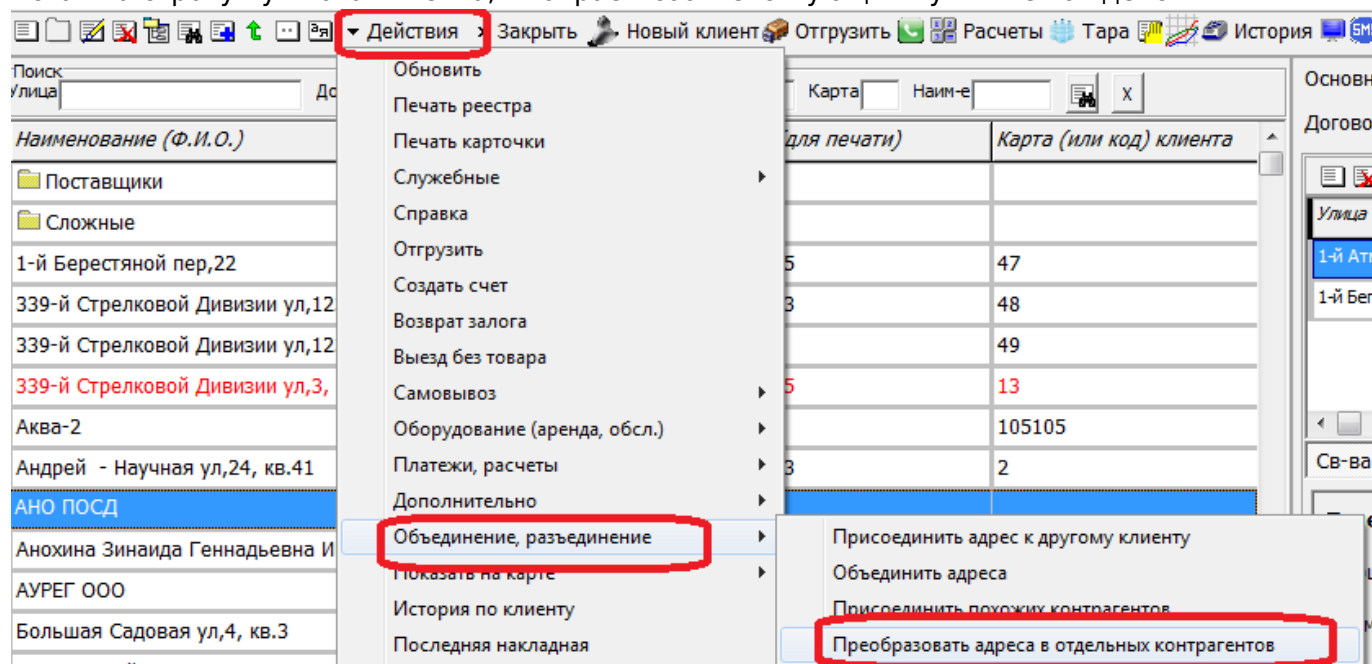 Действия
Закрыть
Новый клиент
Отгрузить
Расчеты
Тара
История
SM
Поиск
Улица
Карта
Наим-е
X
Основн
Догово
Наименование (Ф.И.О.)
для печати)
Карта (или код) клиента
Поставщики
Сложные
1-й Берестяной пер,22
5
47
339-й Стрелковой Дивизии ул,12
3
48
339-й Стрелковой Дивизии ул,12
49
339-й Стрелковой Дивизии ул,3,
5
13
Аква-2
105105
Андрей - Научная ул,24, кв.41
3
2
АНО ПОСД
Анохина Зинаида Геннадьевна И
АУРЕГ ООО
Большая Садовая ул,4, кв.3
Обновить
Печать реестра
Печать карточки
Служебные
Справка
Отгрузить
Создать счет
Возврат залога
Выезд без товара
Самовывоз
Оборудование (аренда, обсл.)
Платежи, расчеты
Дополнительно
Объединение, разъединение
Показать на карте
История по клиенту
Последняя накладная
Присоединить адрес к другому клиенту
Объединить адреса
Присоединить похожих контрагентов
Преобразовать адреса в отдельных контрагентов
Улица
1-й Ат
1-й Бе
Св-ва